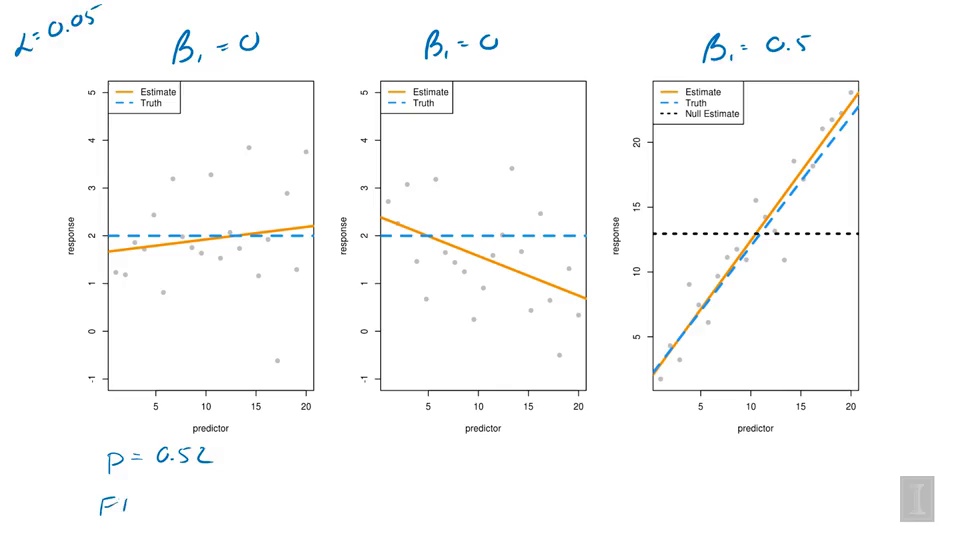 α = 0.05
β₁ = 0
β₁ = 0
β₁ = 0.5
Estimate
Truth
5
4
3
2
1
0
-1
response
5 10 15 20
predictor
Estimate
Truth
5
4
3
2
1
0
-1
response
5 10 15 20
predictor
Estimate
Truth
Null Estimate
20
15
10
5
response
5 10 15 20
predictor
p = 0.52
I